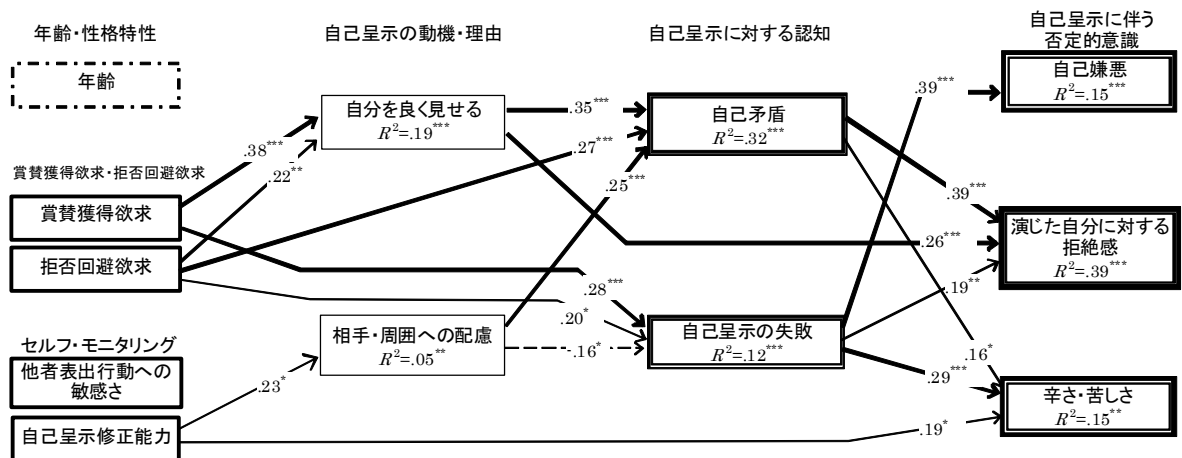 年齢・性格特性
自己呈示の動機・理由
自己呈示に対する認知
自己呈示に伴う
否定的意識
年齢
自分を良く見せる
R²=.19***
自己矛盾
R²=.32***
自己嫌悪
R²=.15***
.38***
.22**
.35***
.27***
.25***
.39***
賞賛獲得欲求・拒否回避欲求
賞賛獲得欲求
拒否回避欲求
.39***
.26***
演じた自分に対する
拒絶感
R²=.39***
.28***
.20*
.19**
セルフ・モニタリング
他者表出行動への
敏感さ
自己呈示修正能力
.23*
相手・周囲への配慮
R²=.05**
-.16*
自己呈示の失敗
R²=.12***
.16*
.29***
.19*
辛さ・苦しさ
R²=.15**